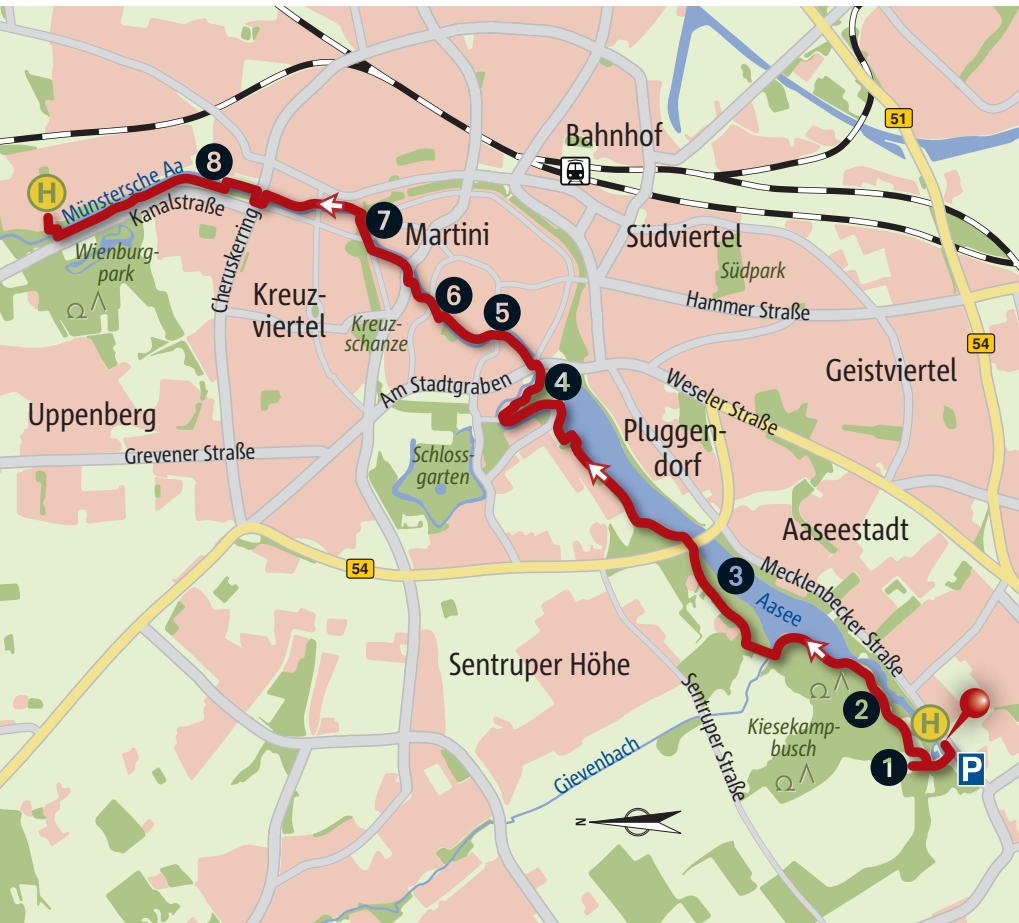 51
Bahnhof
8
H
Münstersche Aa
Kanalstraße
7
Martini
Südviertel
Wienburg-
park
Südpark
Cheruskerring
Kreuz-
viertel
6
5
Hammer Straße
Kreuz-
schanze
54
Am Stadtgraben
4
Weseler Straße
Geistviertel
Uppenberg
Pluggen-
dorf
Grevener Straße
Schloss-
garten
Aaseestadt
54
3
Mecklenbecker Straße
Aasee
Sentruper Höhe
Sentruper Straße
2
Kiesekamp-
busch
H
1
P
Gievenbach
N